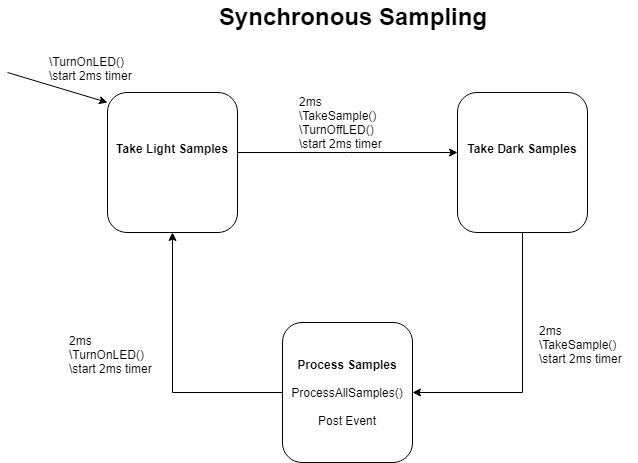 Synchronous Sampling
\TurnOnLED()
\start 2ms timer
2ms
\TakeSample()
\TurnOffLED()
\start 2ms timer
Take Light Samples
Take Dark Samples
2ms
\TurnOnLED()
\start 2ms timer
2ms
\TakeSample()
\start 2ms timer
Process Samples
ProcessAllSamples()
Post Event